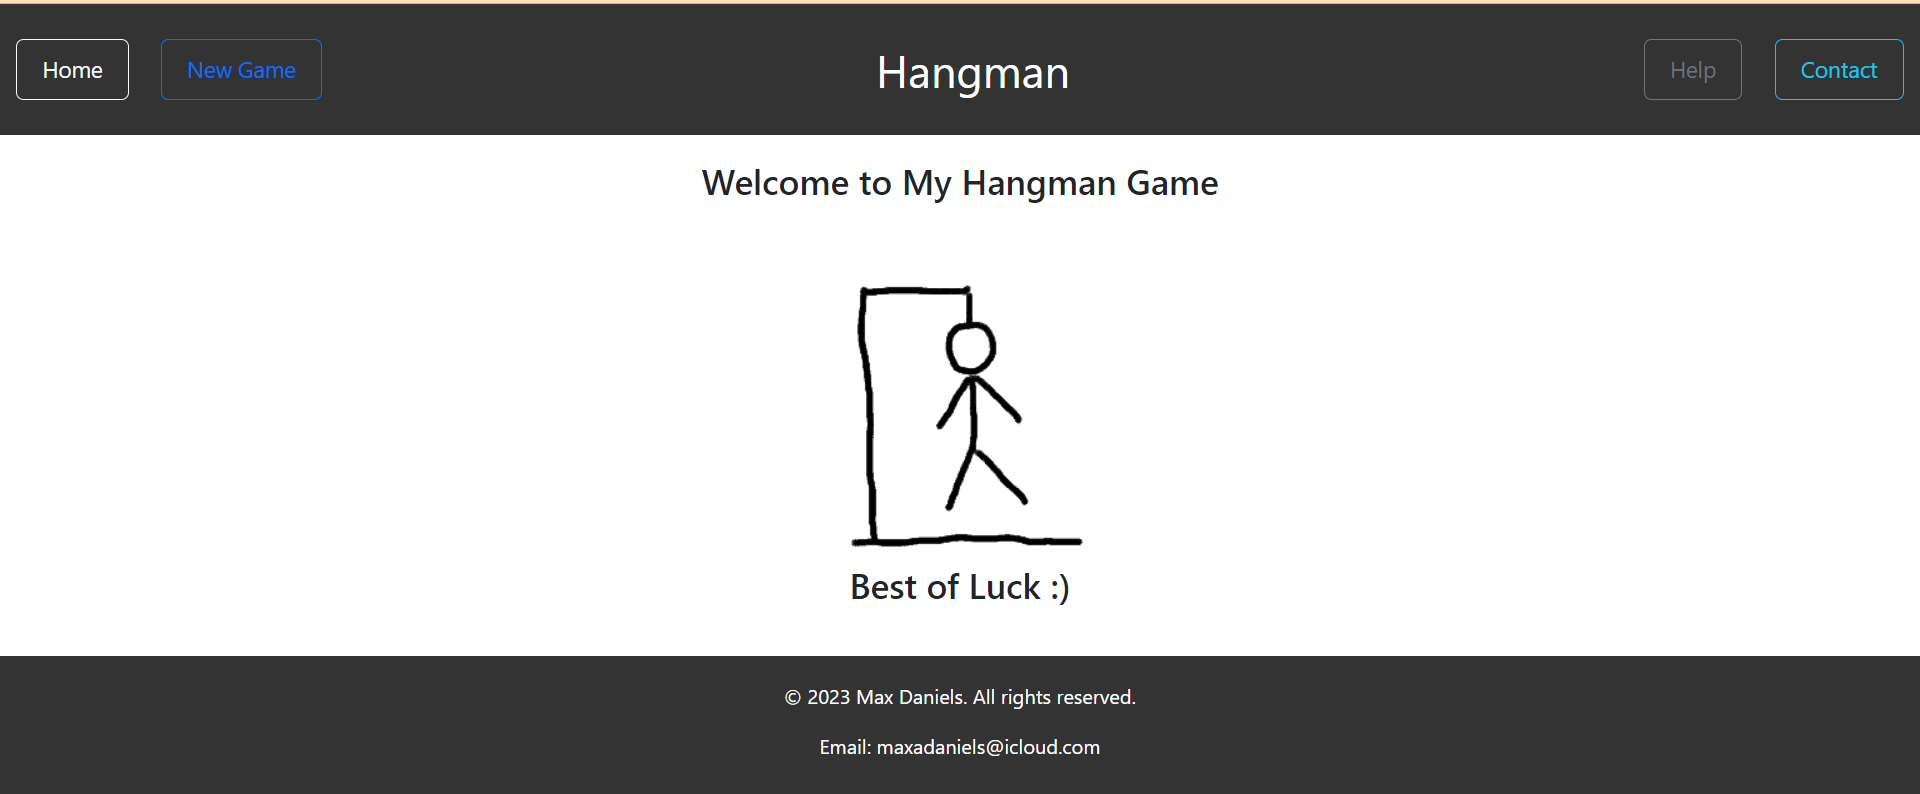 Home New Game Hangman Help Contact
Welcome to My Hangman Game
Best of Luck :)
© 2023 Max Daniels. All rights reserved.
Email: maxadaniels@icloud.com